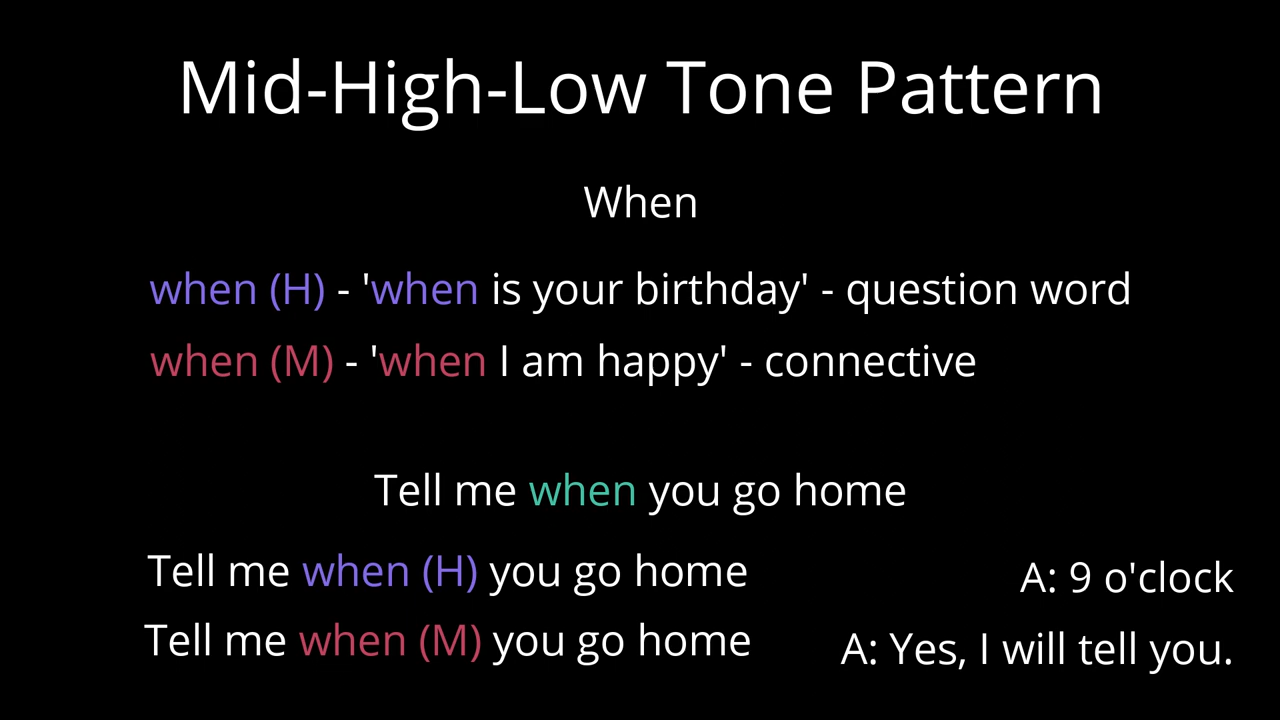 Mid-High-Low Tone Pattern
When
when (H) - 'when is your birthday' - question word
when (M) - 'when I am happy' - connective
Tell me when you go home
Tell me when (H) you go home A: 9 o'clock
Tell me when (M) you go home A: Yes, I will tell you.